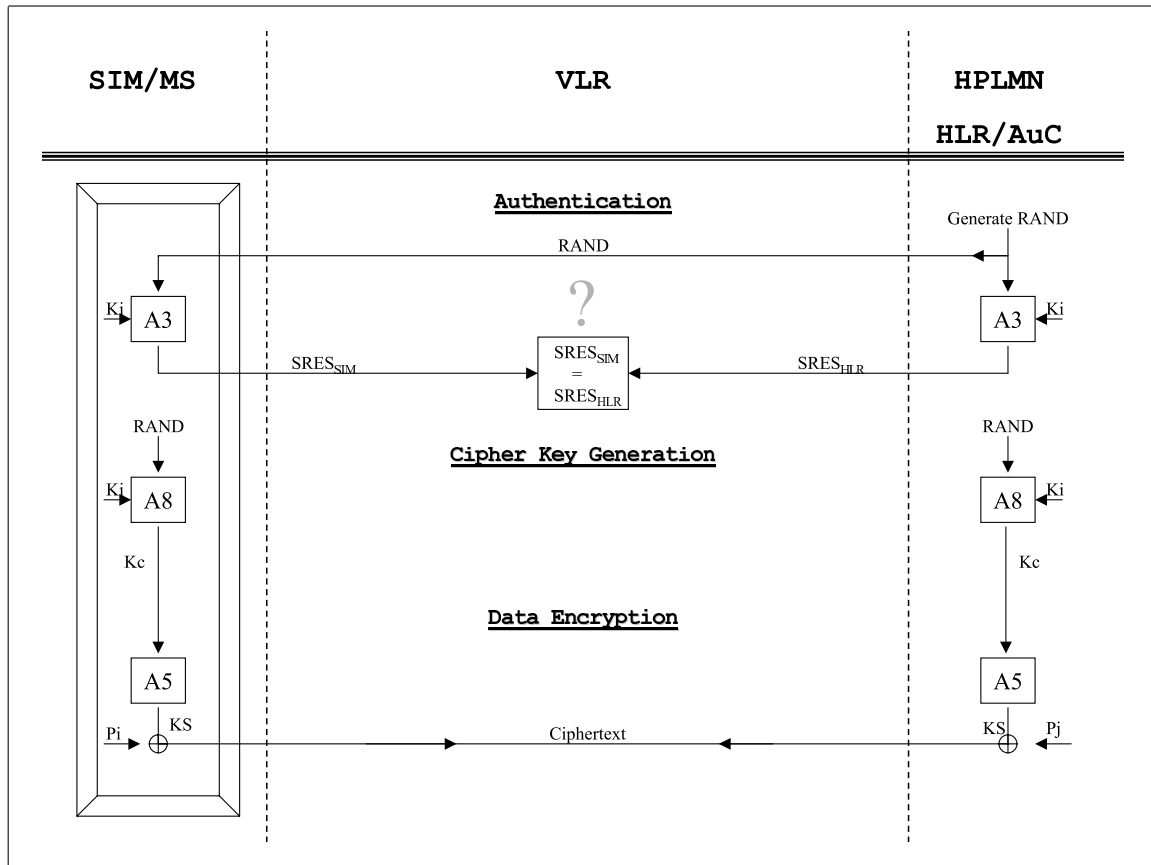 SIM/MS
VLR
HPLMN
HLR/AuC
Authentication
Generate RAND
RAND
?
Ki
A3
A3
Ki
SRESSIM
SRESSIM
=
SRESHLR
SRESHLR
RAND
Cipher Key Generation
RAND
Ki
A8
A8
Ki
Kc
Kc
Data Encryption
A5
A5
Pi
KS
Ciphertext
KS
Pj